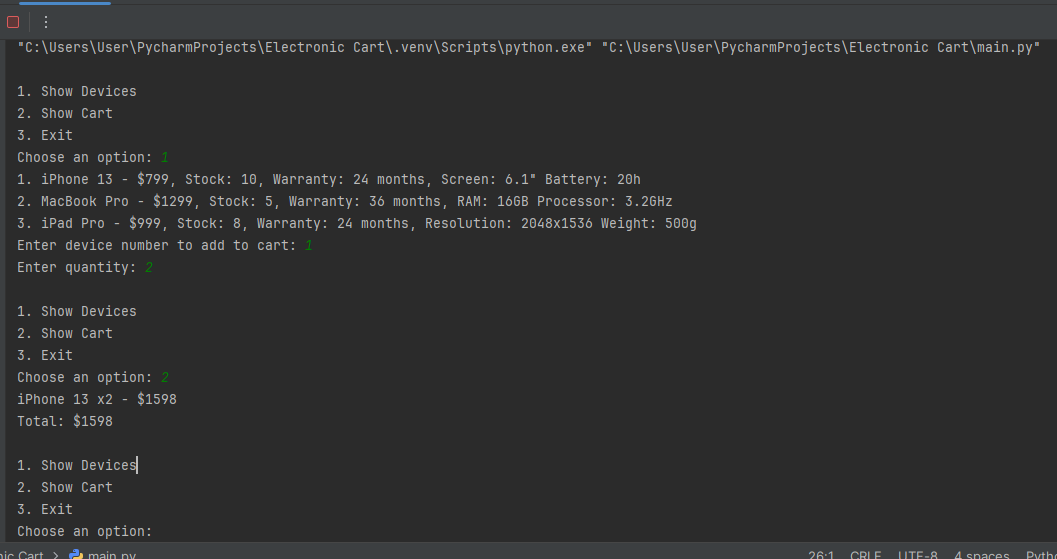 "C:\Users\User\PycharmProjects\Electronic Cart\.venv\Scripts\python.exe" "C:\Users\User\PycharmProjects\Electronic Cart\main.py"
1. Show Devices
2. Show Cart
3. Exit
Choose an option: 1
1. iPhone 13 - $799, Stock: 10, Warranty: 24 months, Screen: 6.1" Battery: 20h
2. MacBook Pro - $1299, Stock: 5, Warranty: 36 months, RAM: 16GB Processor: 3.2GHz
3. iPad Pro - $999, Stock: 8, Warranty: 24 months, Resolution: 2048x1536 Weight: 500g
Enter device number to add to cart: 1
Enter quantity: 2
1. Show Devices
2. Show Cart
3. Exit
Choose an option: 2
iPhone 13 x2 - $1598
Total: $1598
1. Show Devices
2. Show Cart
3. Exit
Choose an option:
nic Cart > main.py 26:1 CRLF UTF-8 4 spaces Pytho